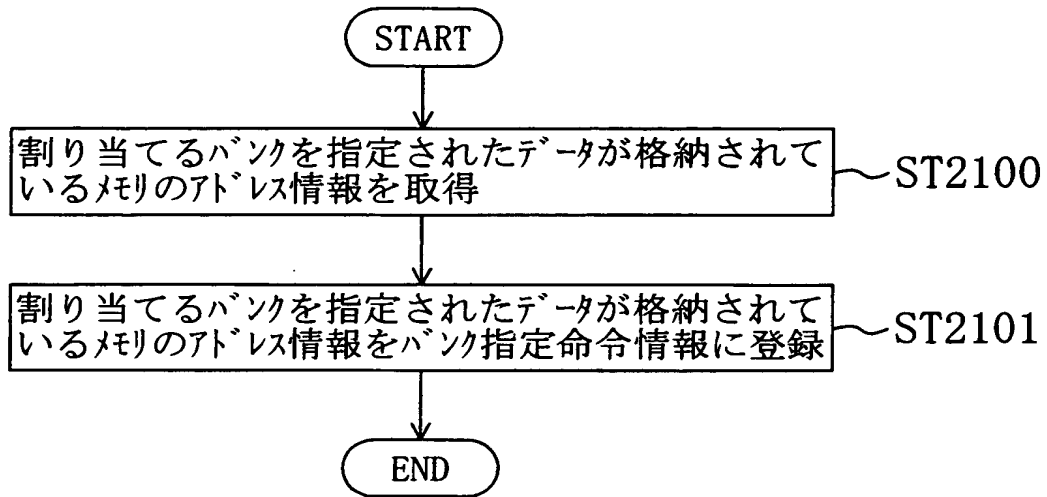 START
割り当てるﾊﾞﾝｸを指定されたﾃﾞｰﾀが格納されて
いるﾒﾓﾘのｱﾄﾞﾚｽ情報を取得
ST2100
割り当てるﾊﾞﾝｸを指定されたﾃﾞｰﾀが格納されて
いるﾒﾓﾘのｱﾄﾞﾚｽ情報をﾊﾞﾝｸ指定命令情報に登録
ST2101
END